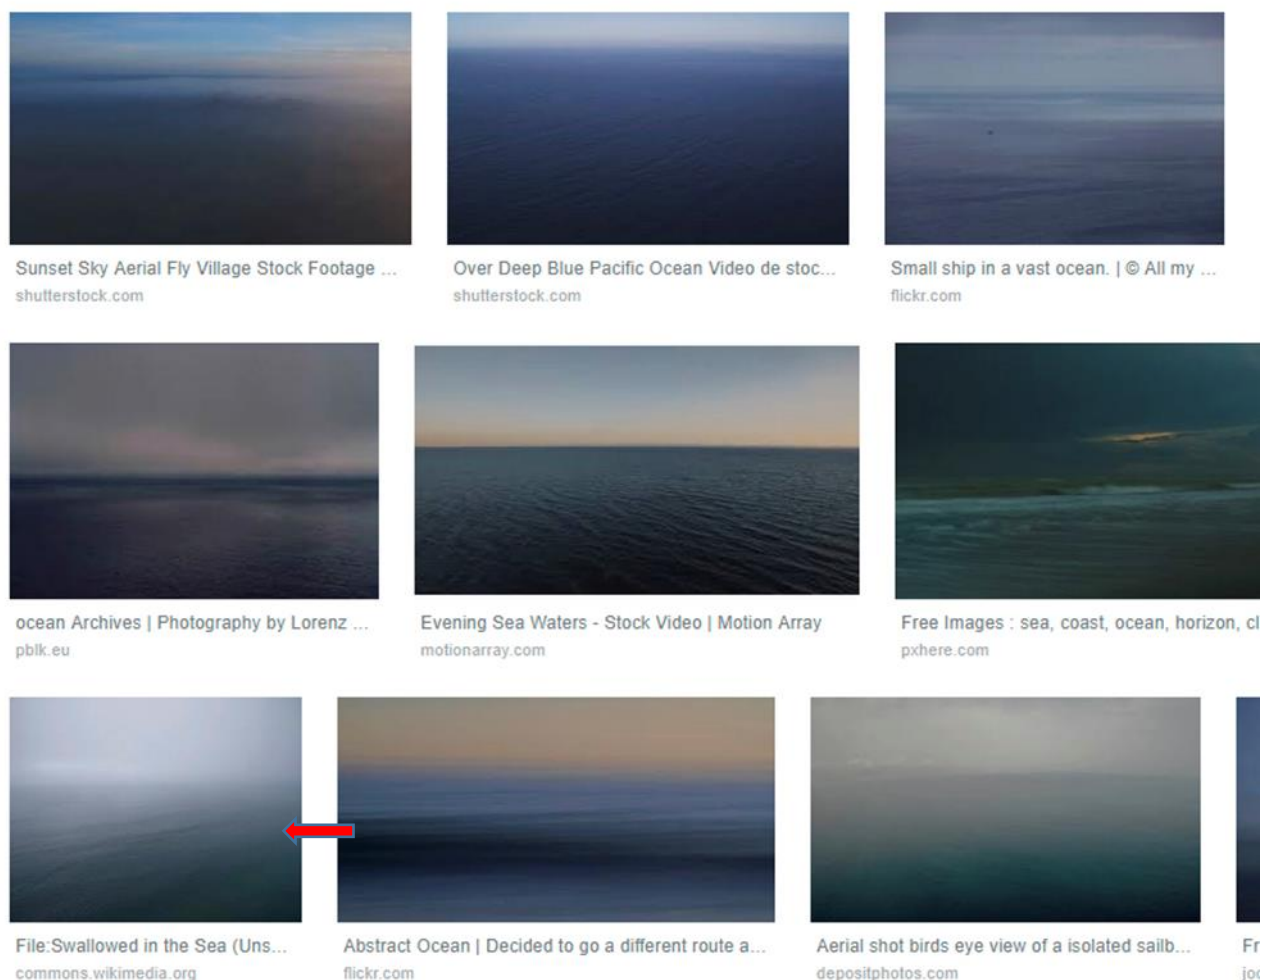 Sunset Sky Aerial Fly Village Stock Footage ...
shutterstock.com
Over Deep Blue Pacific Ocean Video de stoc...
shutterstock.com
Small ship in a vast ocean. | © All my ...
flickr.com
ocean Archives | Photography by Lorenz ...
pblk.eu
Evening Sea Waters - Stock Video | Motion Array
motionarray.com
Free Images : sea, coast, ocean, horizon, cl
pxhere.com
File:Swallowed in the Sea (Uns...
commons.wikimedia.org
Abstract Ocean | Decided to go a different route a...
flickr.com
Aerial shot birds eye view of a isolated sailb...
depositphotos.com
Fr
joc